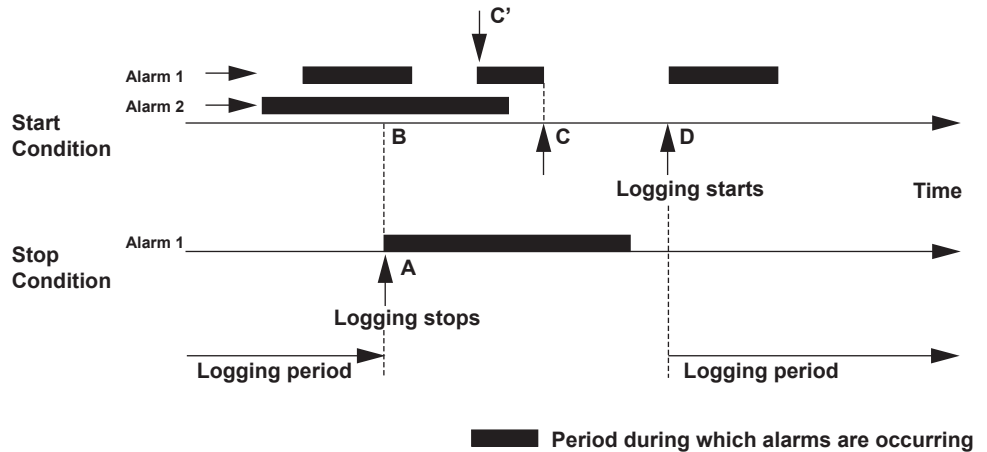 C’
Alarm 1
Alarm 2
Start
Condition
B
C
D
Logging starts
Time
Alarm 1
Stop
Condition
A
Logging stops
Logging period
Logging period
Period during which alarms are occurring